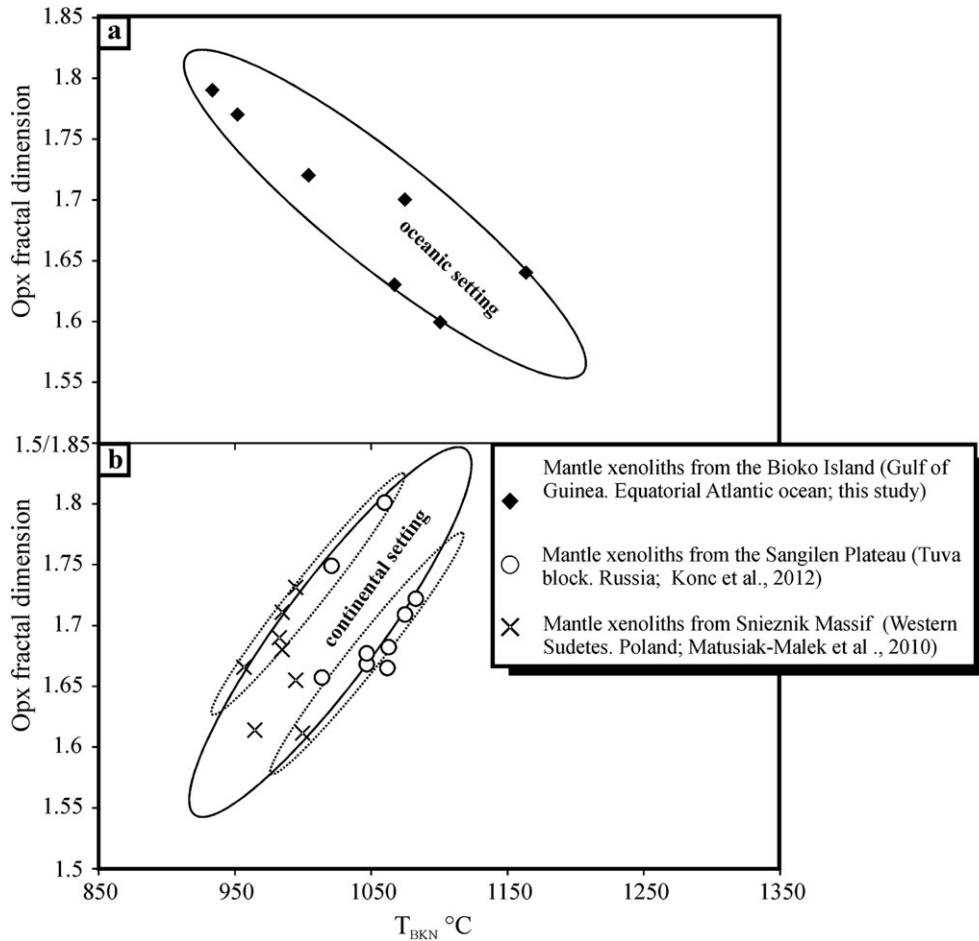 a
1.85
1.8
1.75
1.7
1.65
1.6
1.55
Opx fractal dimension
oceanic setting
1.5/1.85
b
1.8
1.75
1.7
1.65
1.6
1.55
1.5
Opx fractal dimension
continental setting
Mantle xenoliths from the Bioko Island (Gulf of
Guinea. Equatorial Atlantic ocean; this study)
Mantle xenoliths from the Sangilen Plateau (Tuva
block. Russia; Konc et al., 2012)
Mantle xenoliths from Snieznik Massif (Western
Sudetes. Poland; Matusiak-Malek et al ., 2010)
850 950 1050 1150 1250 1350
T_BKN °C